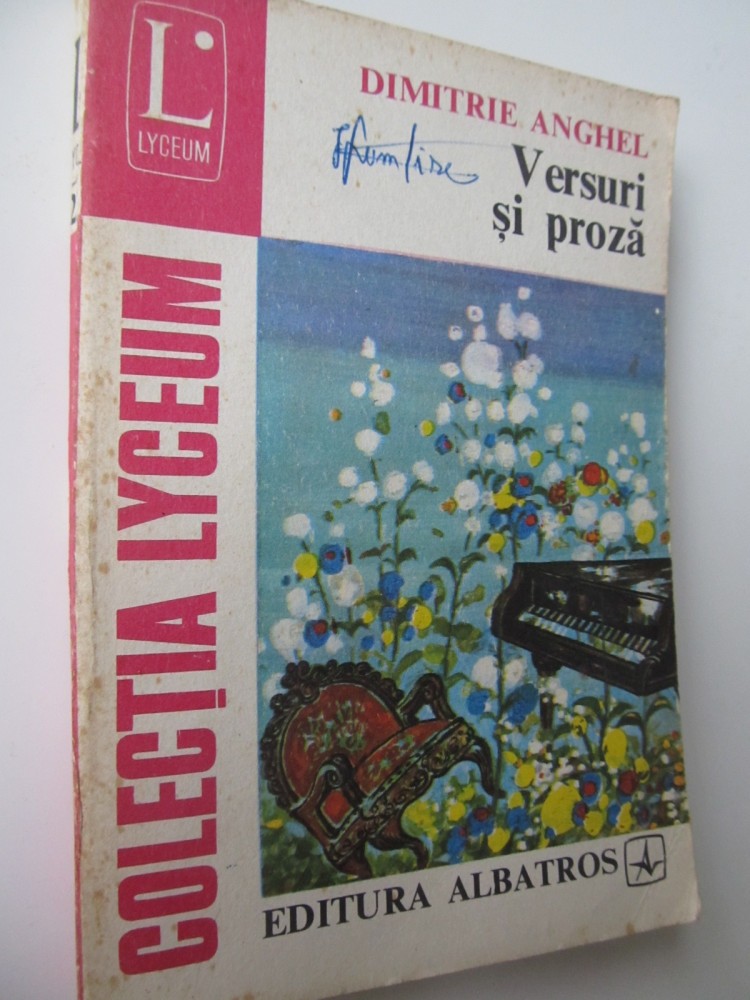 L
LYCEUM
DIMITRIE ANGHEL
Versuri
și proză
COLECȚIA LYCEUM
EDITURA ALBATROS